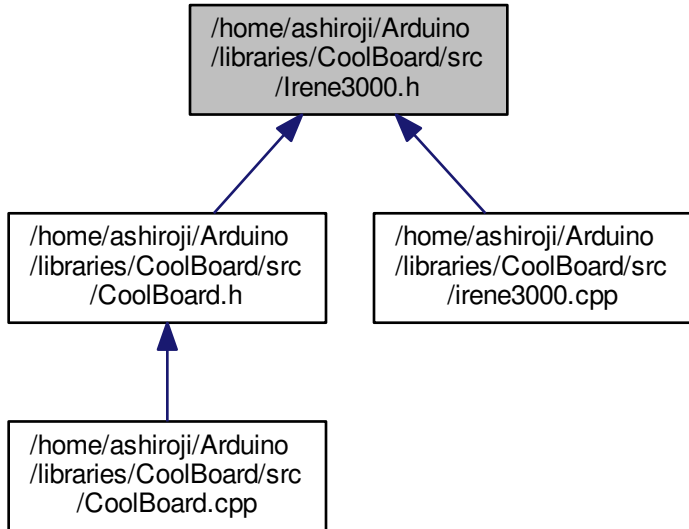 /home/ashiroji/Arduino
/libraries/CoolBoard/src
/Irene3000.h
/home/ashiroji/Arduino
/libraries/CoolBoard/src
/CoolBoard.h
/home/ashiroji/Arduino
/libraries/CoolBoard/src
/irene3000.cpp
/home/ashiroji/Arduino
/libraries/CoolBoard/src
/CoolBoard.cpp